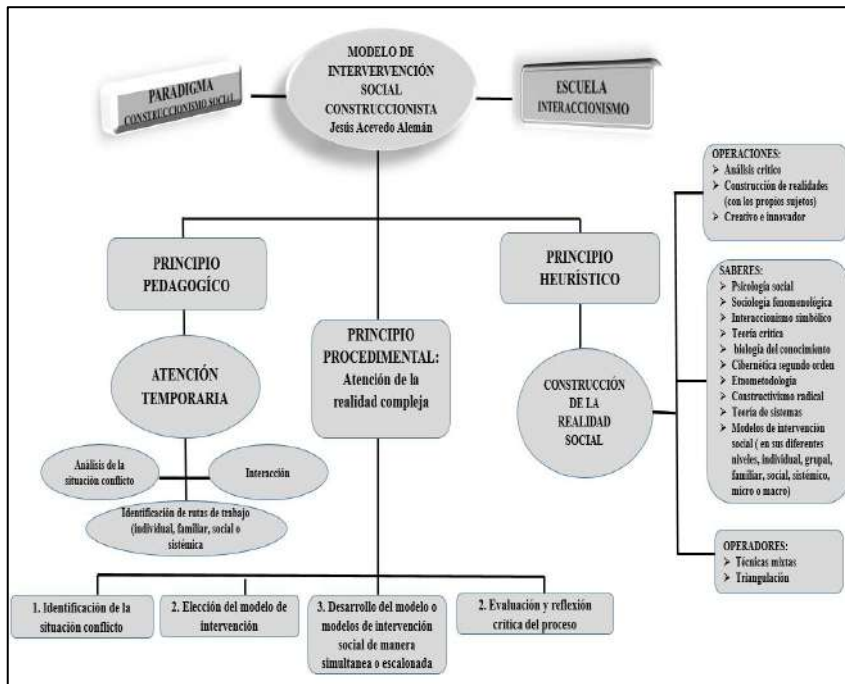 MODELO DE
INTERVERVENCIÓN
SOCIAL
CONSTRUCCIONISTA
Jesús Acevedo Alemán
PARADIGMA
CONSTRUCCIONISMO SOCIAL
ESCUELA
INTERACCIONISMO
PRINCIPIO
PEDAGOGÍCO
ATENCIÓN
TEMPORARIA
Análisis de la
situación conflicto
Interacción
Identificación de rutas de trabajo
(individual, familiar, social o
sistémica
PRINCIPIO
PROCEDIMENTAL:
Atención de la
realidad compleja
1. Identificación de la
situación conflicto
2. Elección del modelo de
intervención
3. Desarrollo del modelo o
modelos de intervención
social de manera
simultanea o escalonada
2. Evaluación y reflexión
crítica del proceso
PRINCIPIO
HEURÍSTICO
CONSTRUCCIÓN
DE LA
REALIDAD
SOCIAL
OPERACIONES:
➢ Análisis crítico
➢ Construcción de realidades
(con los propios sujetos)
➢ Creativo e innovador
SABERES:
➢ Psicología social
➢ Sociología fenomenológica
➢ Interaccionismo simbólico
➢ Teoría crítica
➢ biología del conocimiento
➢ Cibernética segundo orden
➢ Etnometodología
➢ Constructivismo radical
➢ Teoría de sistemas
➢ Modelos de intervención
social ( en sus diferentes
niveles, individual, grupal,
familiar, social, sistémico,
micro o macro)
OPERADORES:
➢ Técnicas mixtas
➢ Triangulación